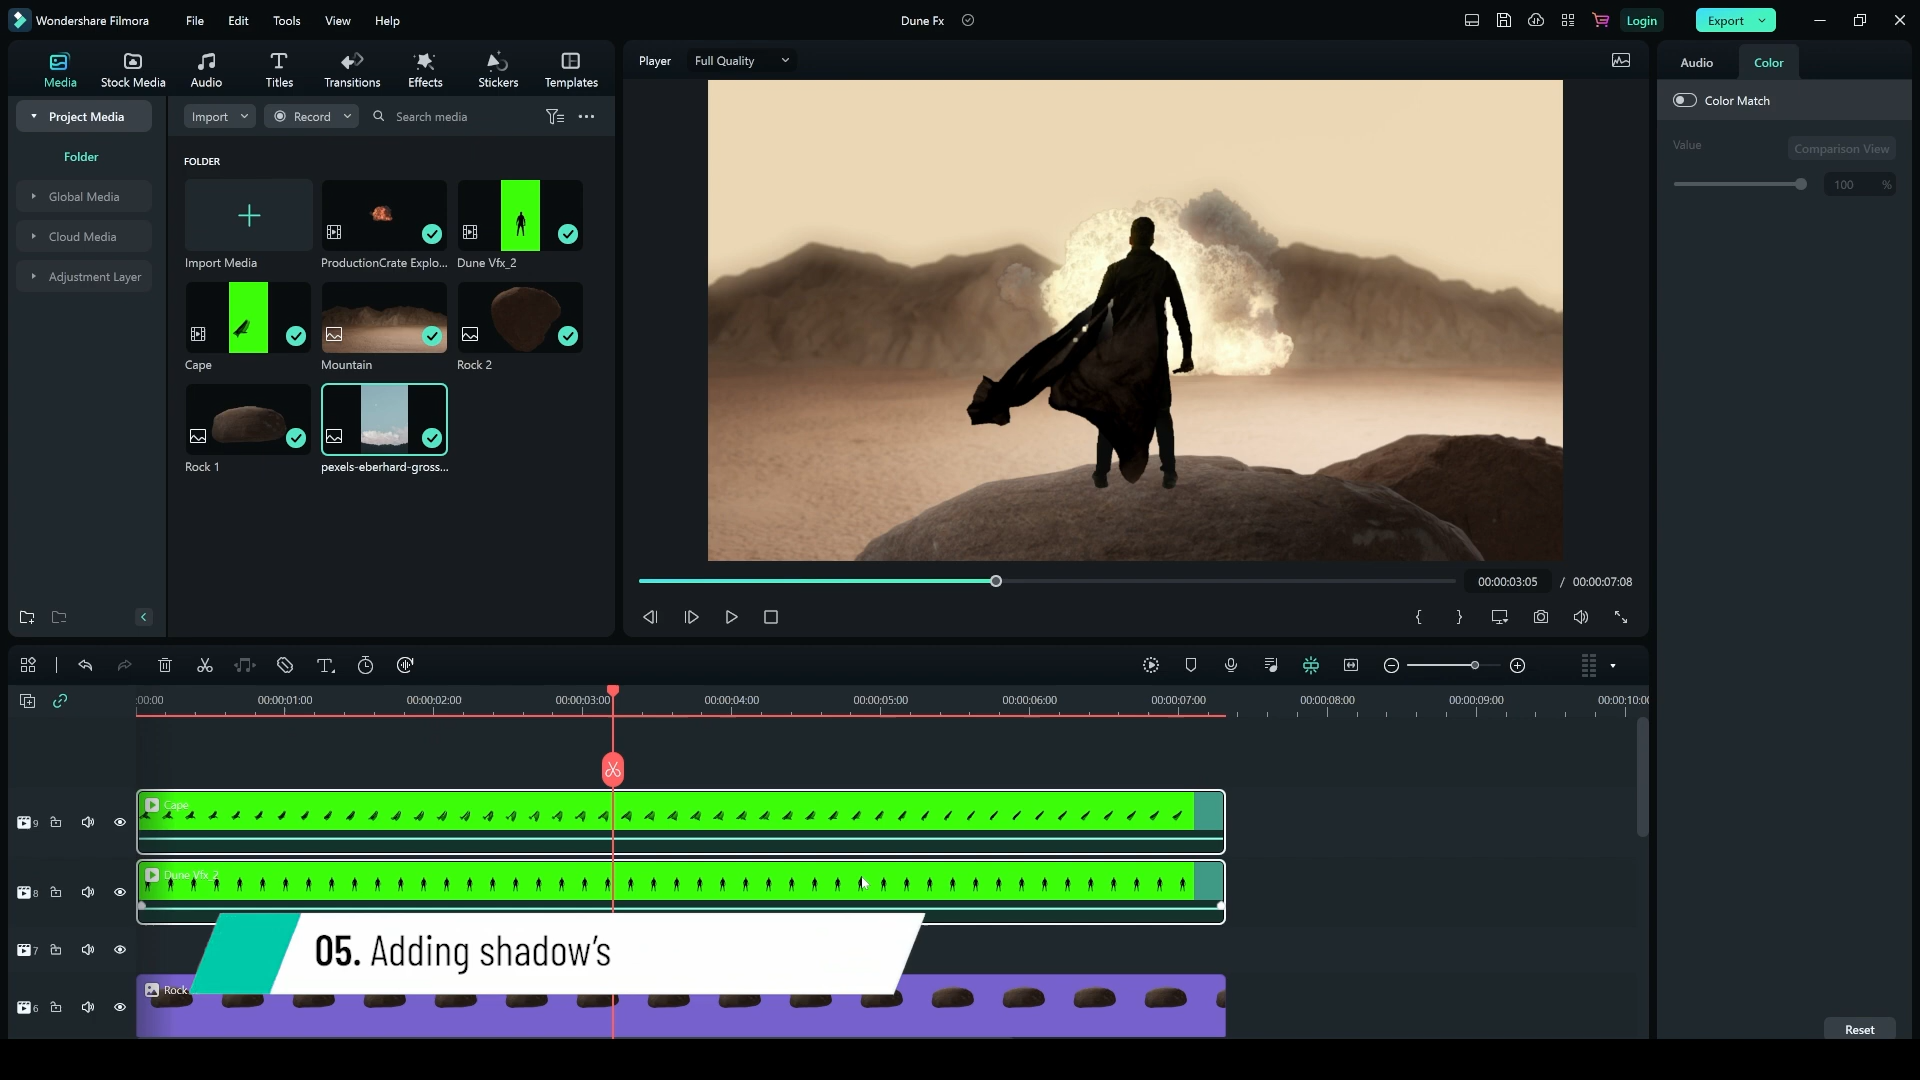 Wondershare Filmora
File
Edit
Tools
View
Help
Dune Fx
Login
Export
Media
Stock Media
Audio
Titles
Transitions
Effects
Stickers
Templates
Player
Full Quality
Audio
Color
Project Media
Import
Record
Search media
Color Match
Folder
FOLDER
Value
Comparison View
100
%
Global Media
Cloud Media
Adjustment Layer
Import Media
ProductionCrate Explo...
Dune Vfx_2
Cape
Mountain
Rock 2
Rock 1
pexels-eberhard-gross...
00:00:03:05
/
00:00:07:08
:00:00
00:00:01:00
00:00:02:00
00:00:03:00
00:00:04:00
00:00:05:00
00:00:06:00
00:00:07:00
00:00:08:00
00:00:09:00
00:00:10:00
Cape
9
Dune Vfx_2
8
7
05. Adding shadow's
Rock
6
Reset